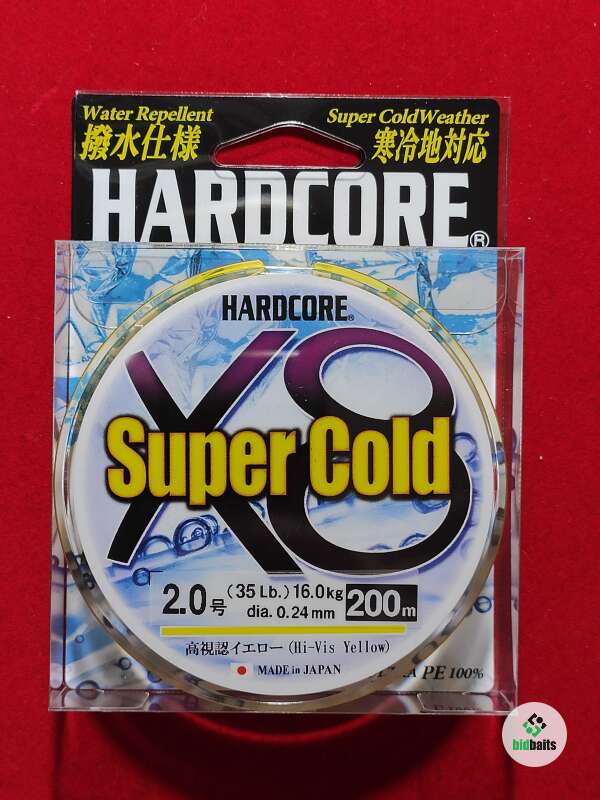 Water Repellent
撥水仕様
Super ColdWeather
寒冷地対応
HARDCORE®
HARDCORE®
X8
Super Cold
2.0号 (35Lb.) 16.0kg dia. 0.24mm 200m
高視認イエロー (Hi-Vis Yellow)
MADE in JAPAN
PE 100%
bidbaits